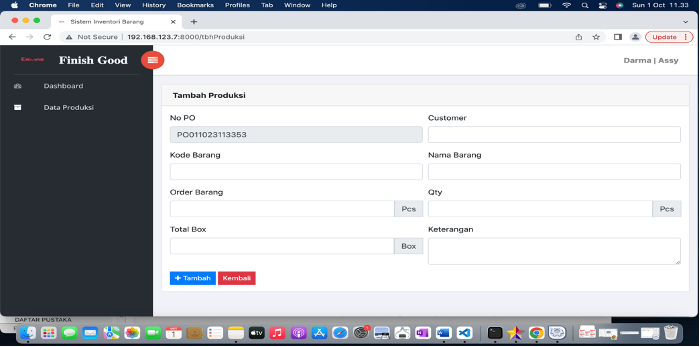 Chrome File Edit View History Bookmarks Profiles Tab Window Help Sun 1 Oct 11.33
Sistem Inventori Barang
Not Secure 192.168.123.7:8000/tbhProduksi Update
Finish Good Darma | Assy
Dashboard
Data Produksi
Tambah Produksi
No PO Customer
PO011023113353
Kode Barang Nama Barang
Order Barang Qty
Pcs Pcs
Total Box Keterangan
Box
+ Tambah Kembali
DAFTAR PUSTAKA